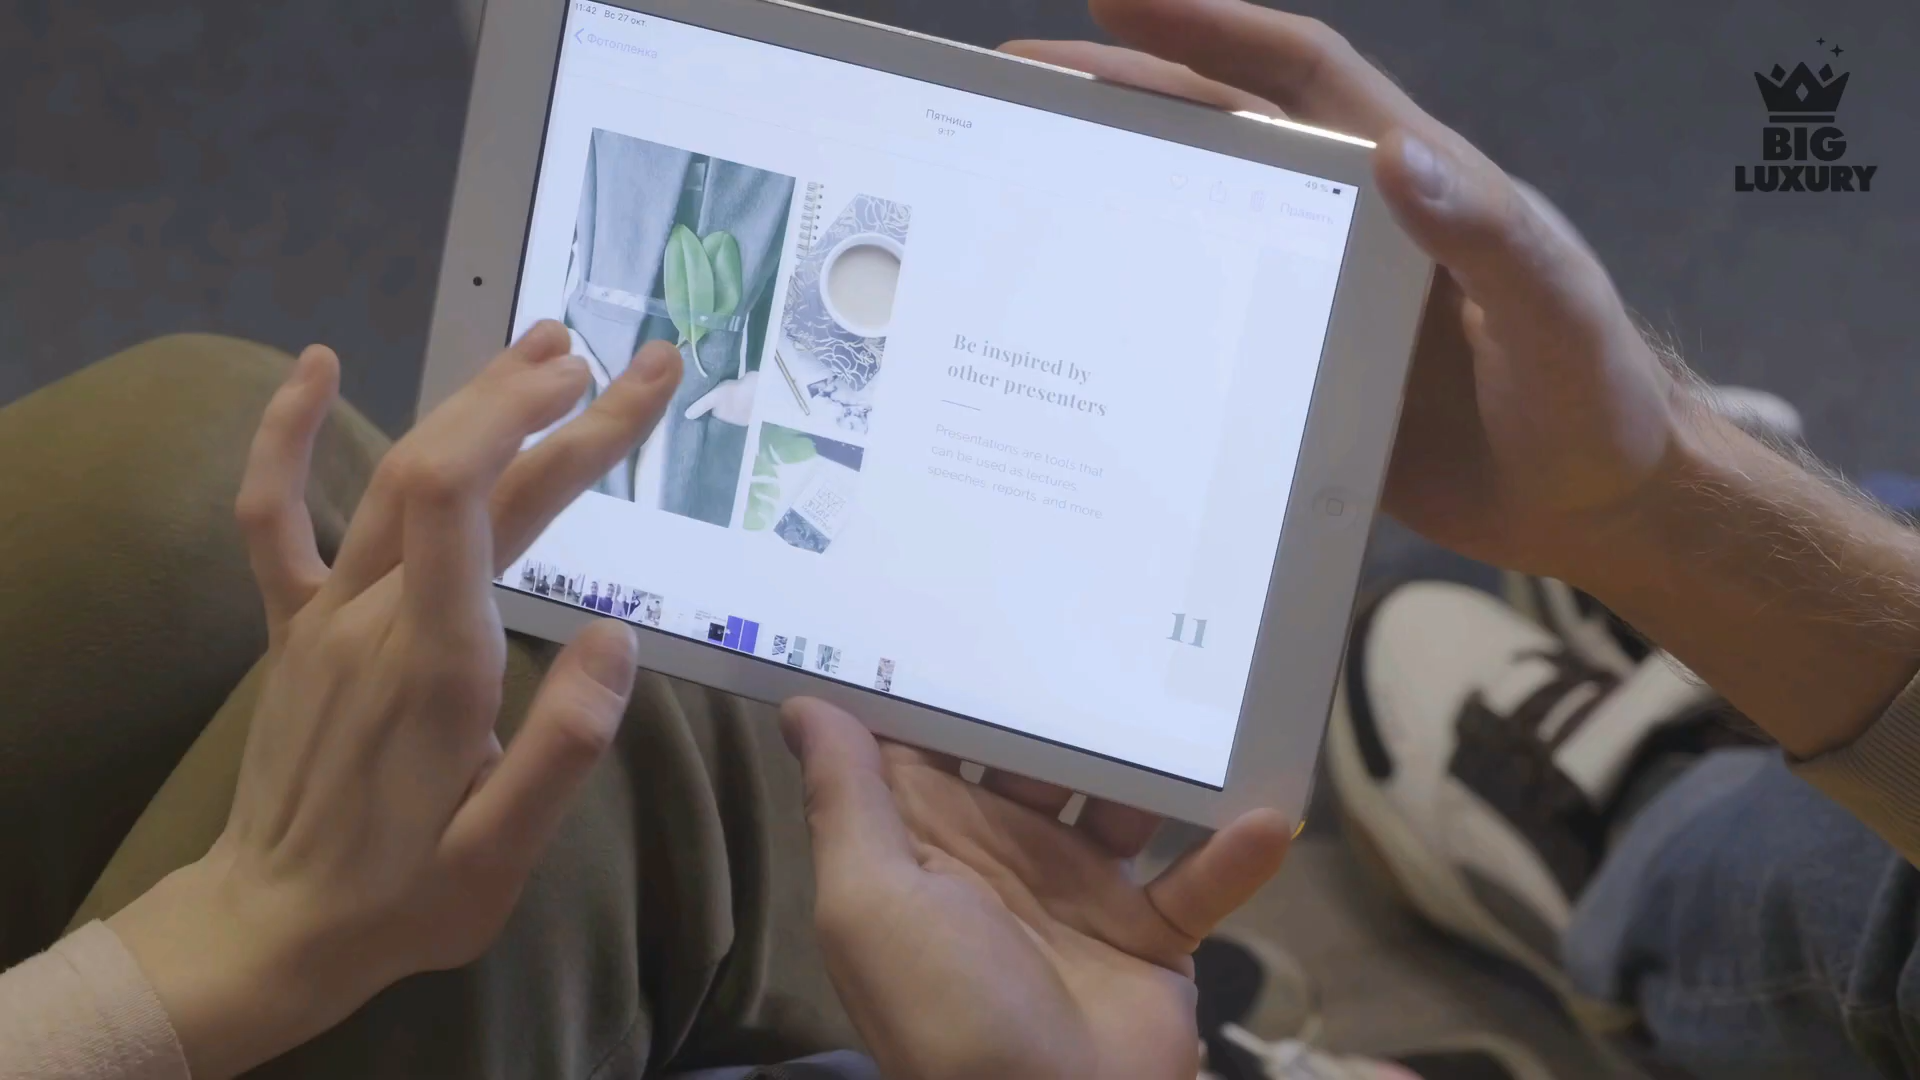 11:42 Вс 27 окт.
Фотопленка
Пятница
9:17
49 %
Править
Be inspired by
other presenters
Presentations are tools that
can be used as lectures,
speeches, reports, and more
11
BIG
LUXURY